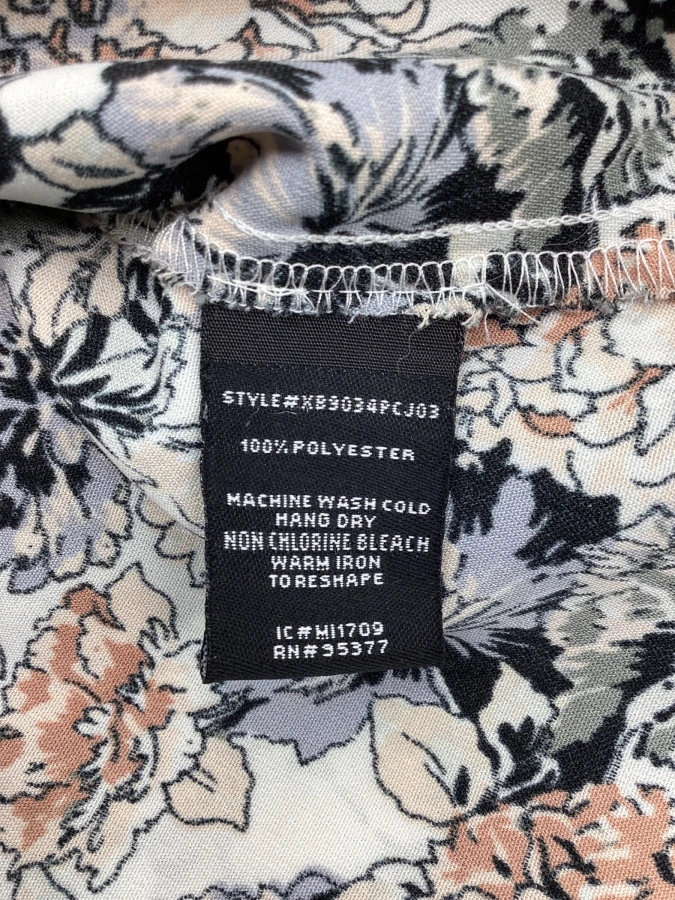 STYLE#XB9034PCJ03
100% POLYESTER
MACHINE WASH COLD
HANG DRY
NON CHLORINE BLEACH
WARM IRON
TO RESHAPE
IC#MI1709
RN#95377